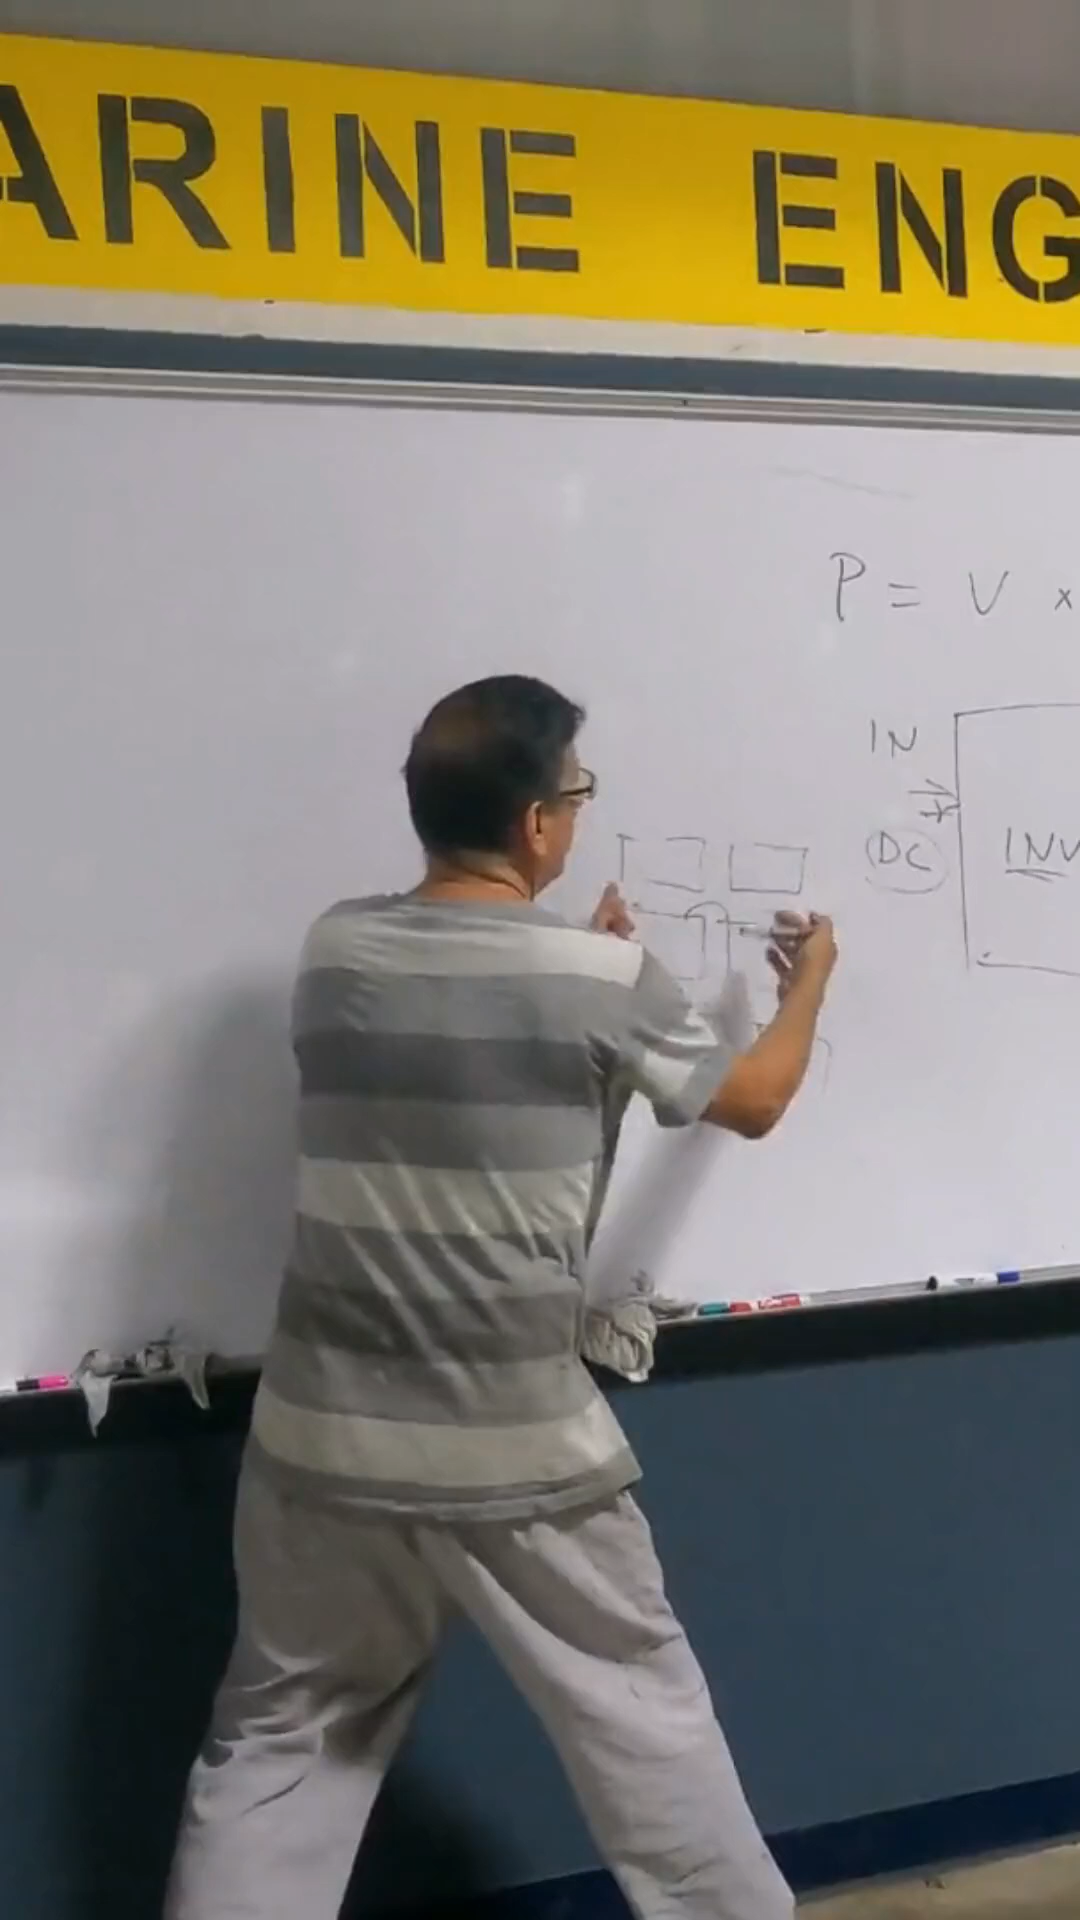 ARINE ENG
P = V ×
IN
DC
INV